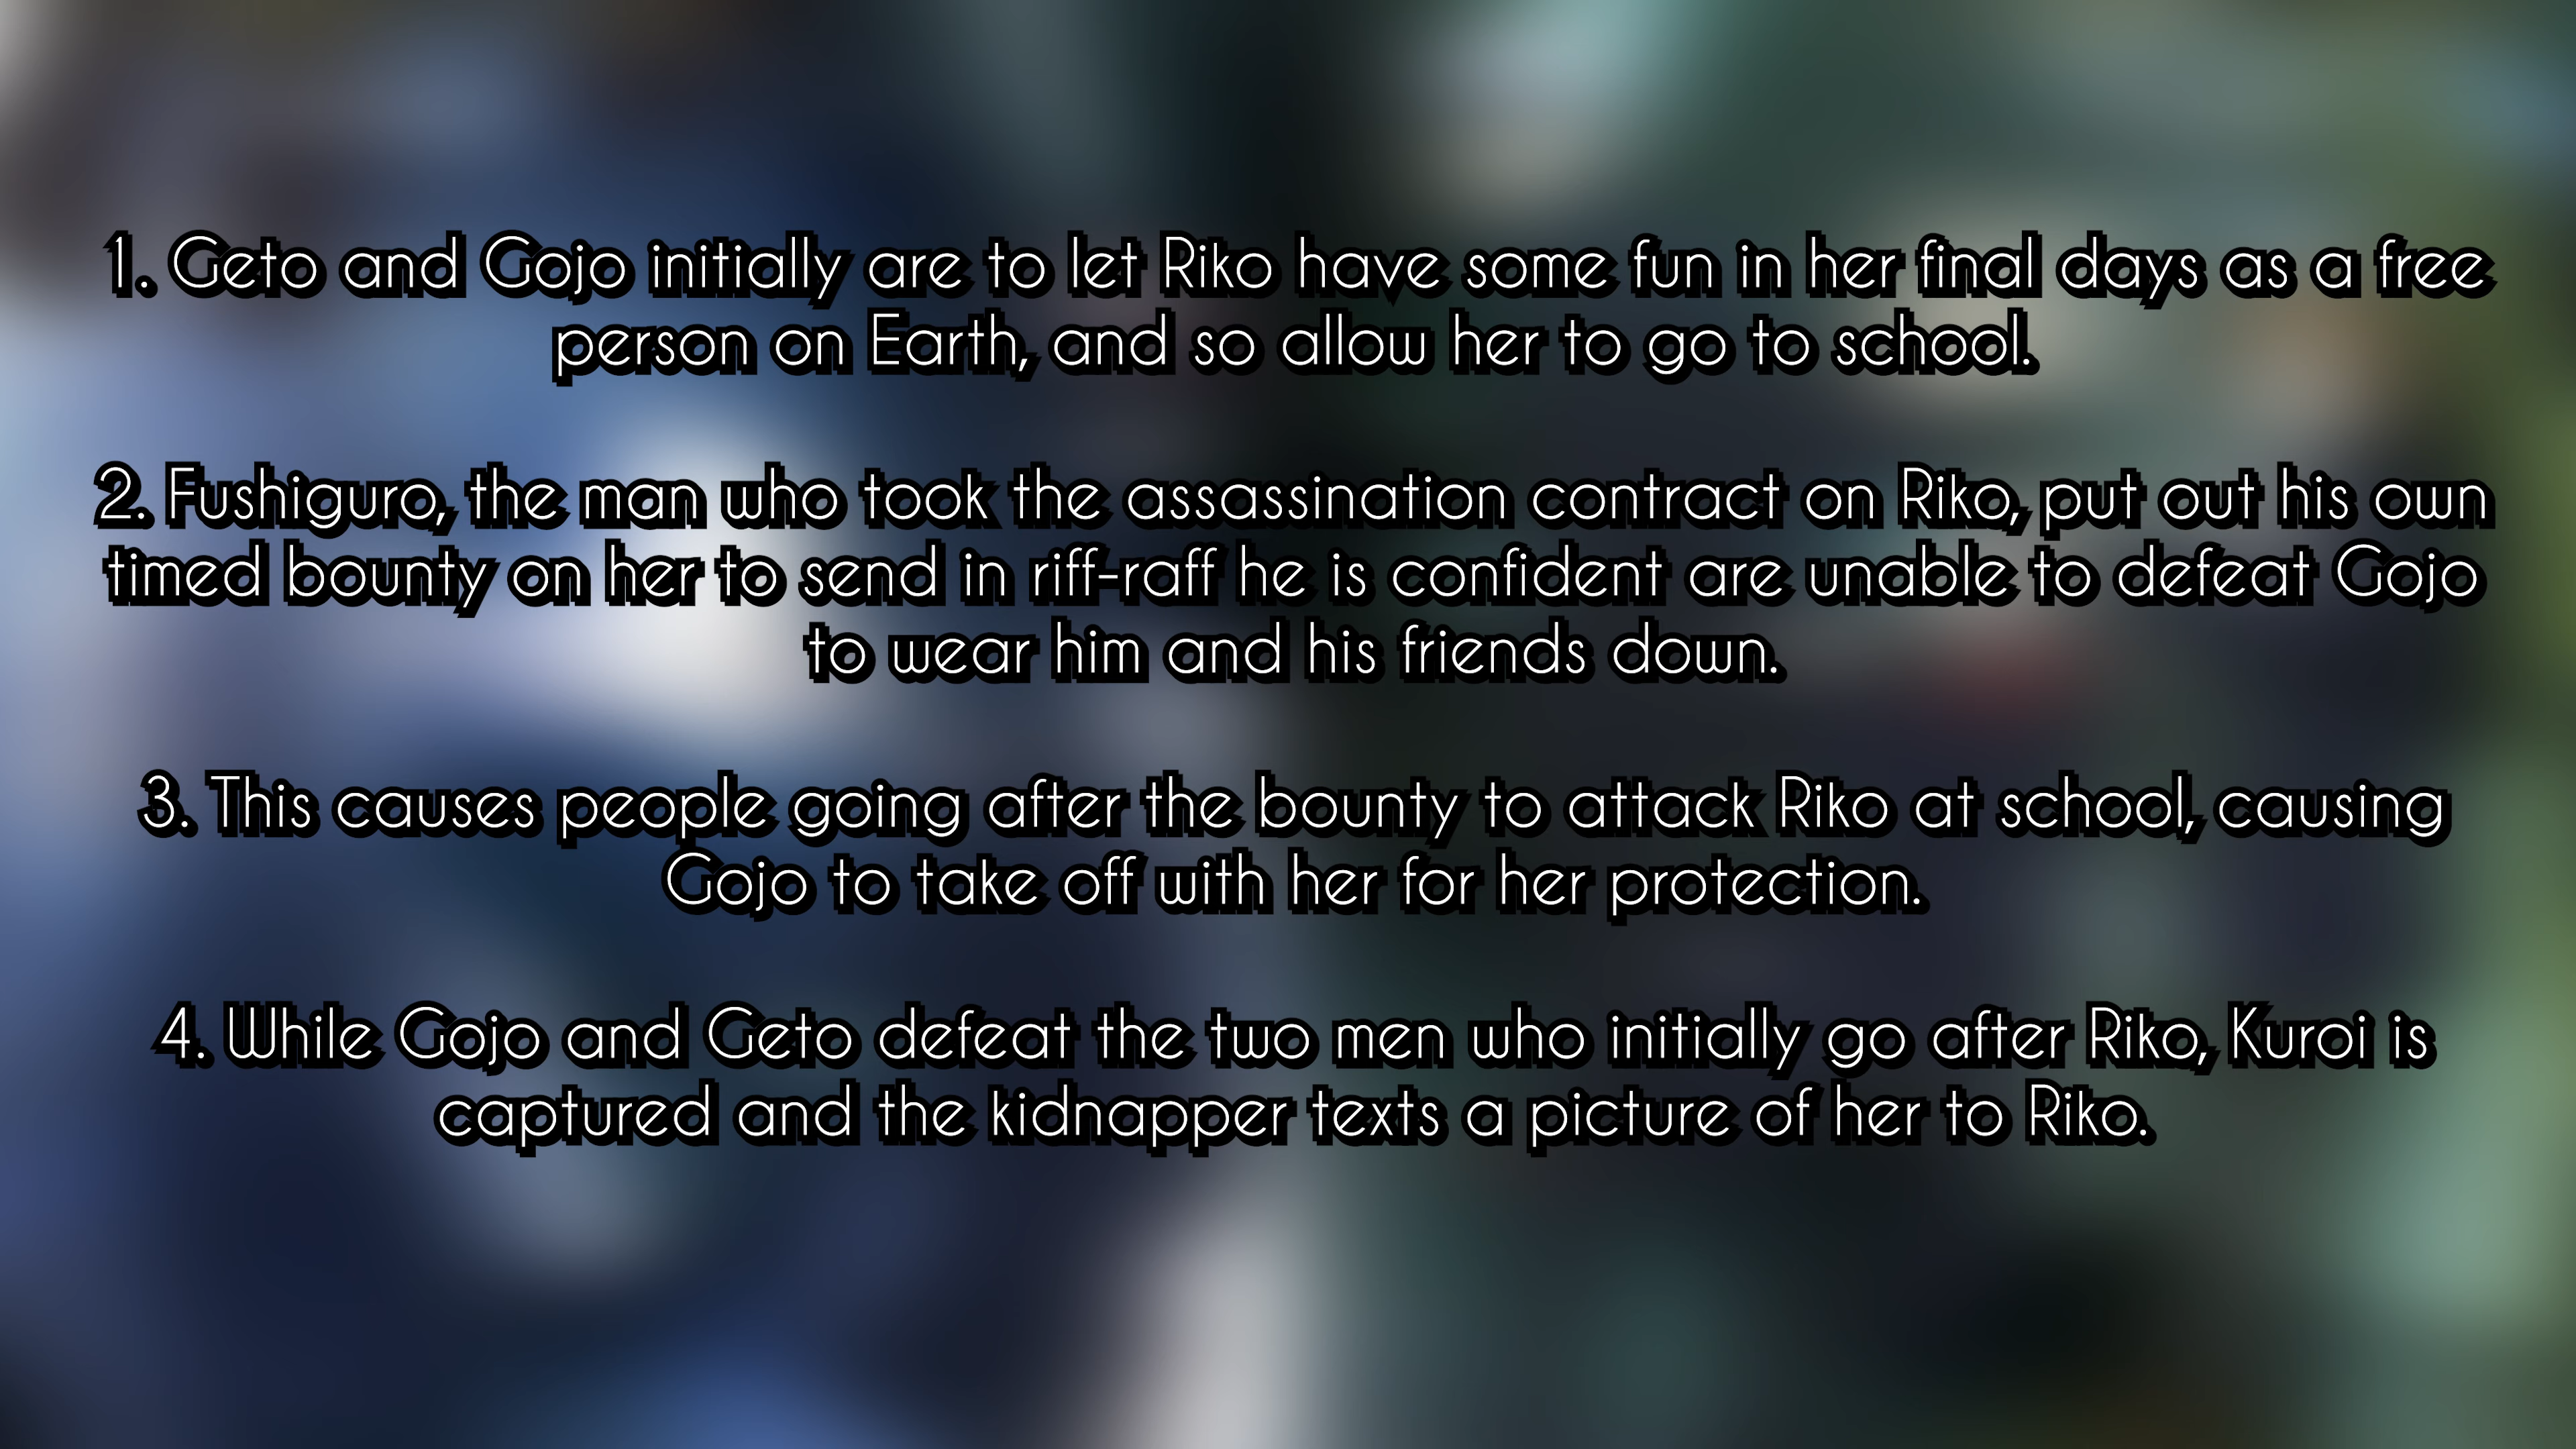 1. Geto and Gojo initially are to let Riko have some fun in her final days as a free
person on Earth, and so allow her to go to school.
2. Fushiguro, the man who took the assassination contract on Riko, put out his own
timed bounty on her to send in riff-raff he is confident are unable to defeat Gojo
to wear him and his friends down.
3. This causes people going after the bounty to attack Riko at school, causing
Gojo to take off with her for her protection.
4. While Gojo and Geto defeat the two men who initially go after Riko, Kuroi is
captured and the kidnapper texts a picture of her to Riko.